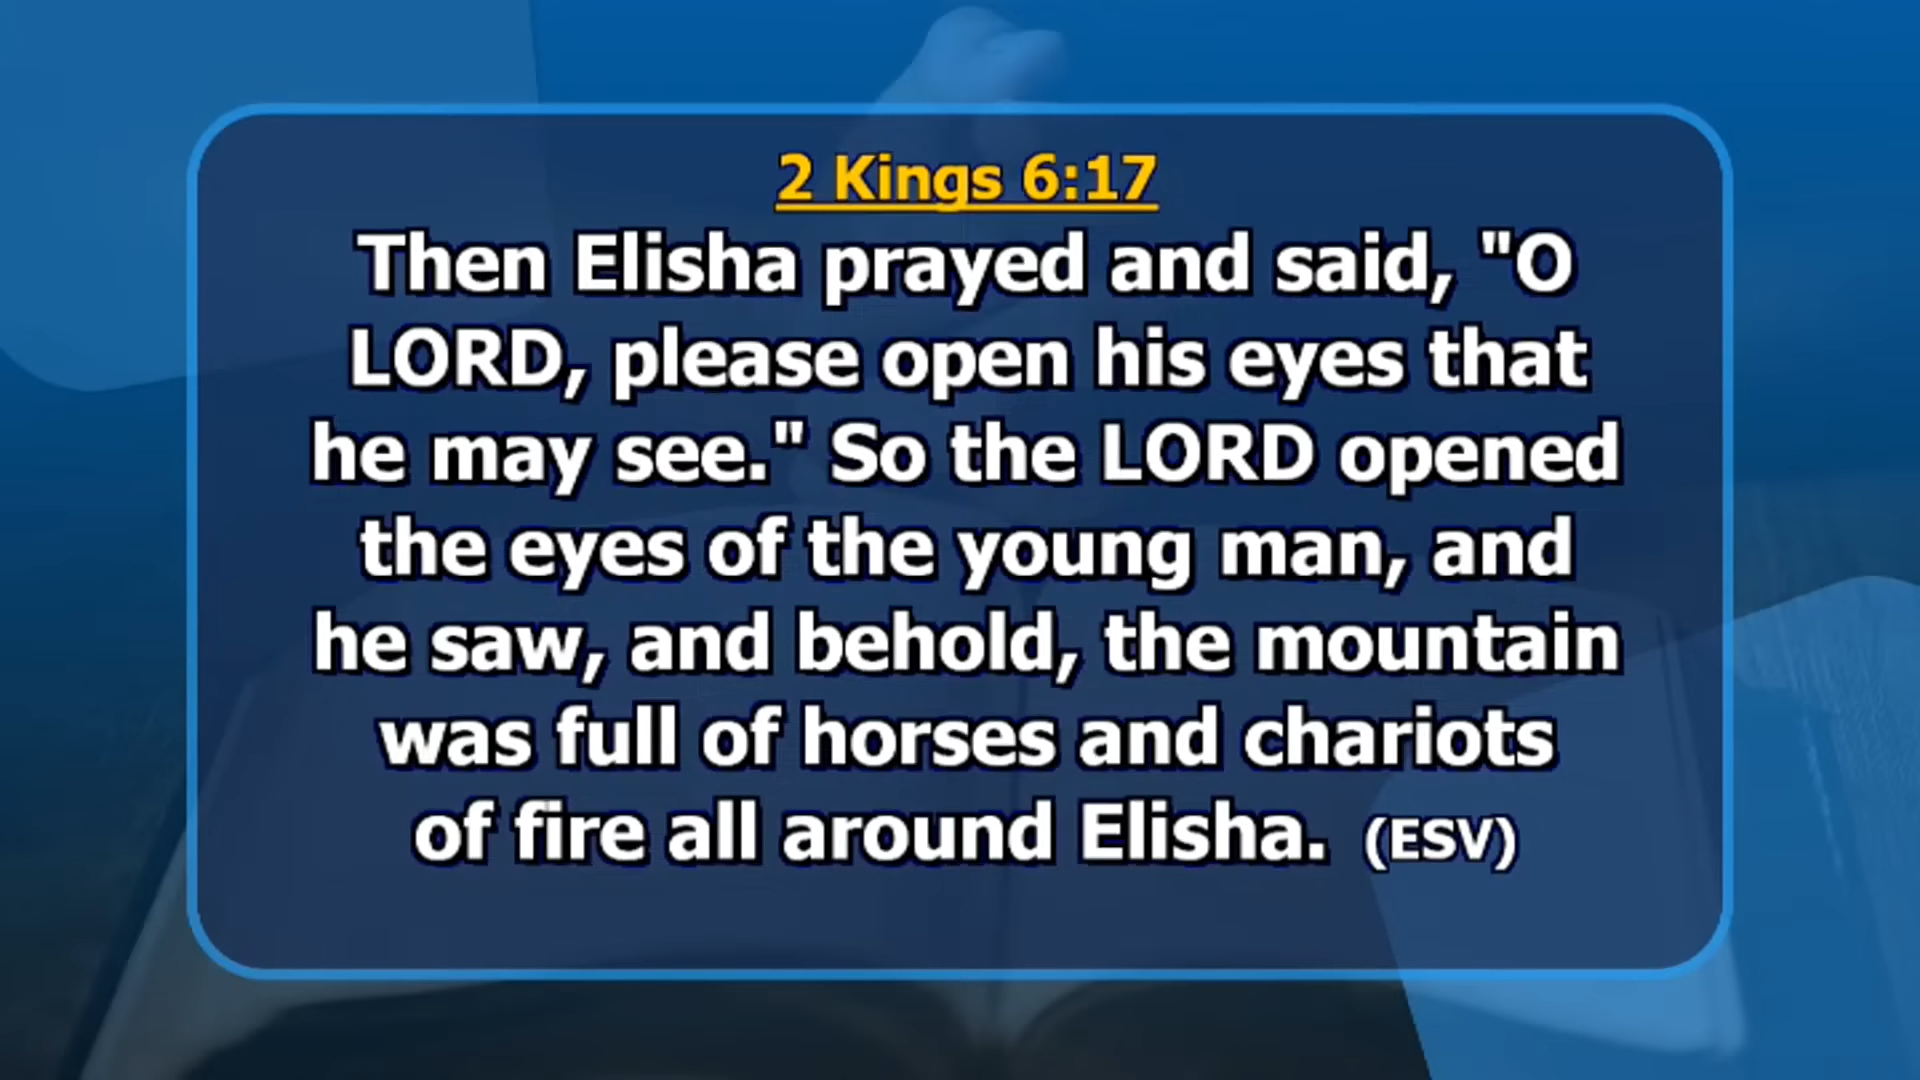 2 Kings 6:17
Then Elisha prayed and said, "O
LORD, please open his eyes that
he may see." So the LORD opened
the eyes of the young man, and
he saw, and behold, the mountain
was full of horses and chariots
of fire all around Elisha. (ESV)